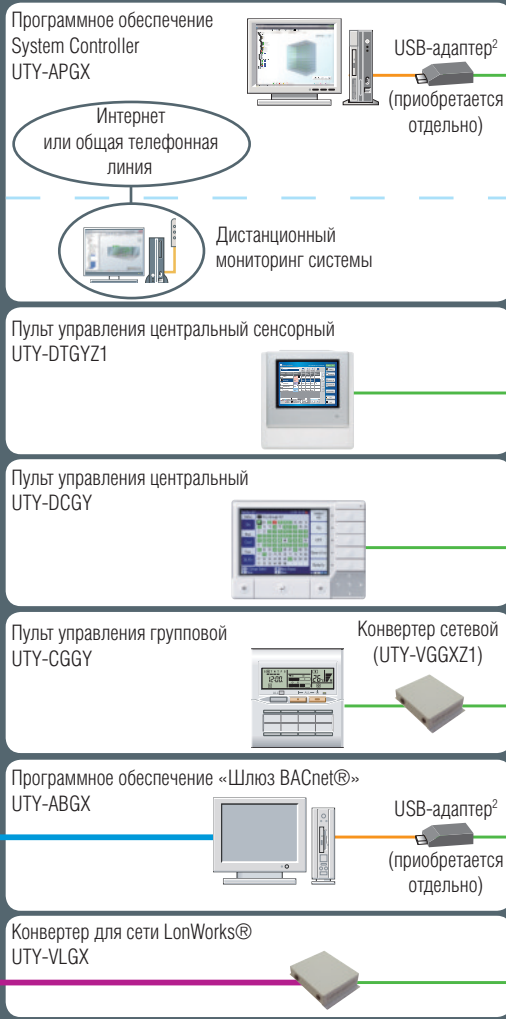 Программное обеспечение
System Controller
UTY-APGX
USB-адаптер²
(приобретается
отдельно)
Интернет
или общая телефонная
линия
Дистанционный
мониторинг системы
Пульт управления центральный сенсорный
UTY-DTGYZ1
Пульт управления центральный
UTY-DCGY
Пульт управления групповой
UTY-CGGY
Конвертер сетевой
(UTY-VGGXZ1)
Программное обеспечение «Шлюз BACnet®»
UTY-ABGX
USB-адаптер²
(приобретается
отдельно)
Конвертер для сети LonWorks®
UTY-VLGX